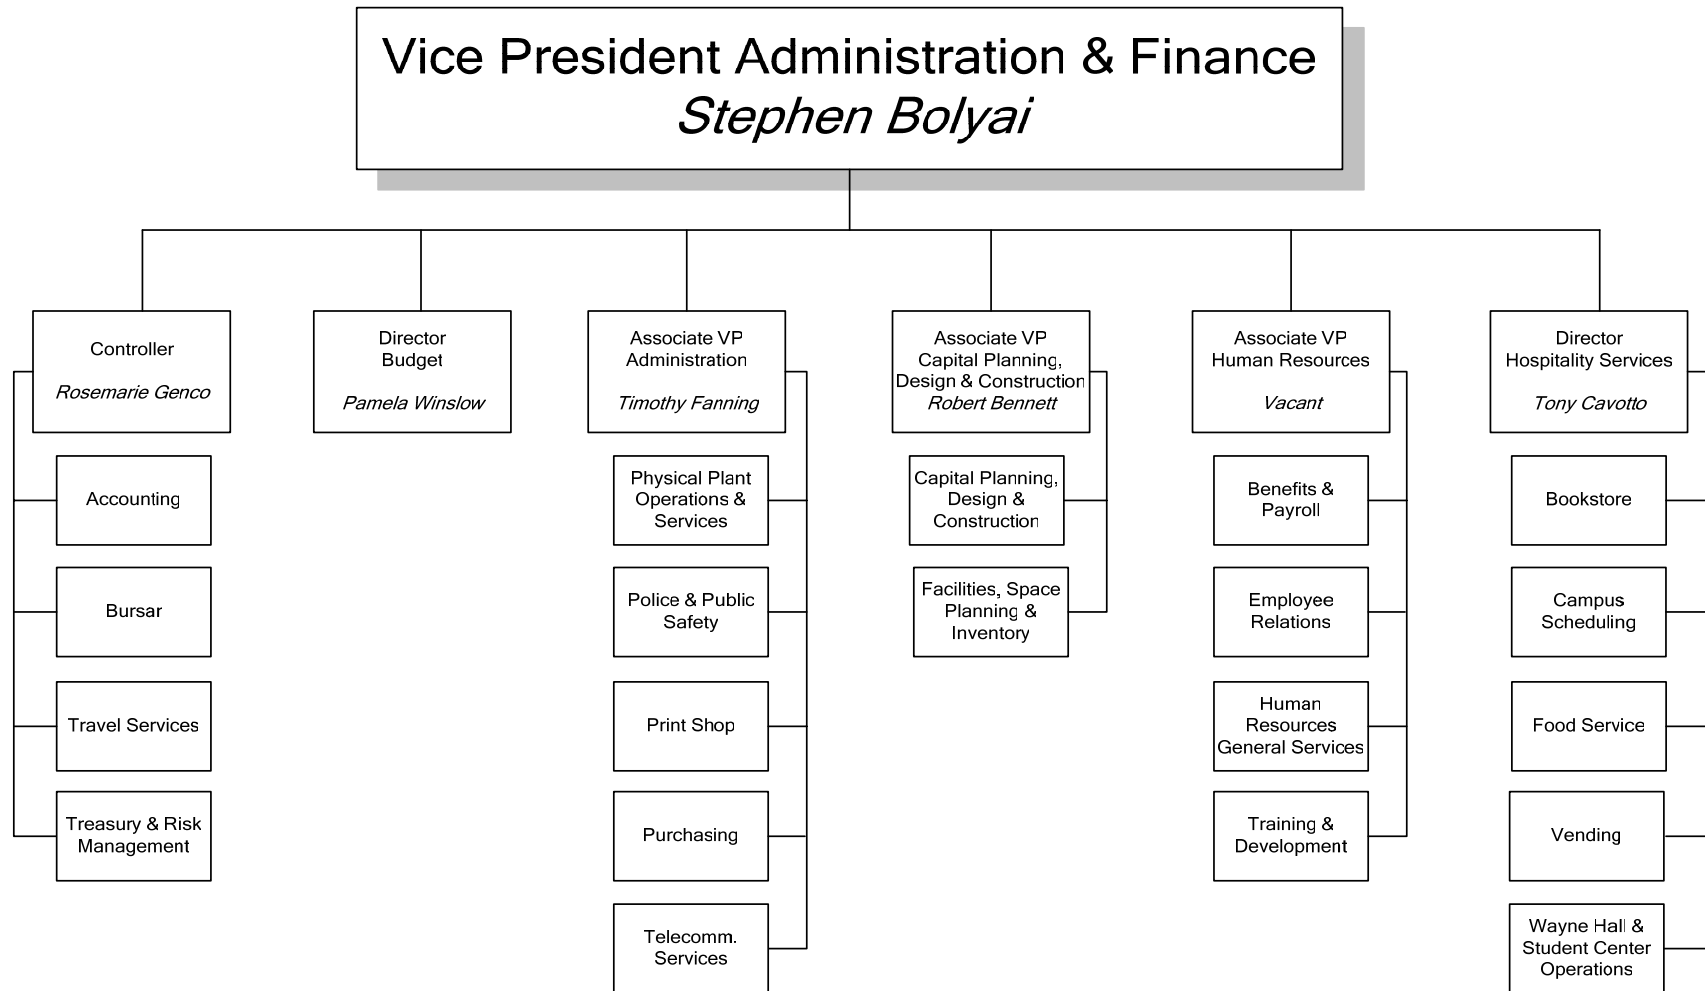 Vice President Administration & Finance
Stephen Bolyai
Controller
Rosemarie Genco
Accounting
Bursar
Travel Services
Treasury & Risk
Management
Director
Budget
Pamela Winslow
Associate VP
Administration
Timothy Fanning
Physical Plant
Operations &
Services
Police & Public
Safety
Print Shop
Purchasing
Telecomm.
Services
Associate VP
Capital Planning,
Design & Construction
Robert Bennett
Capital Planning,
Design &
Construction
Facilities, Space
Planning &
Inventory
Associate VP
Human Resources
Vacant
Benefits &
Payroll
Employee
Relations
Human
Resources
General Services
Training &
Development
Director
Hospitality Services
Tony Cavotto
Bookstore
Campus
Scheduling
Food Service
Vending
Wayne Hall &
Student Center
Operations